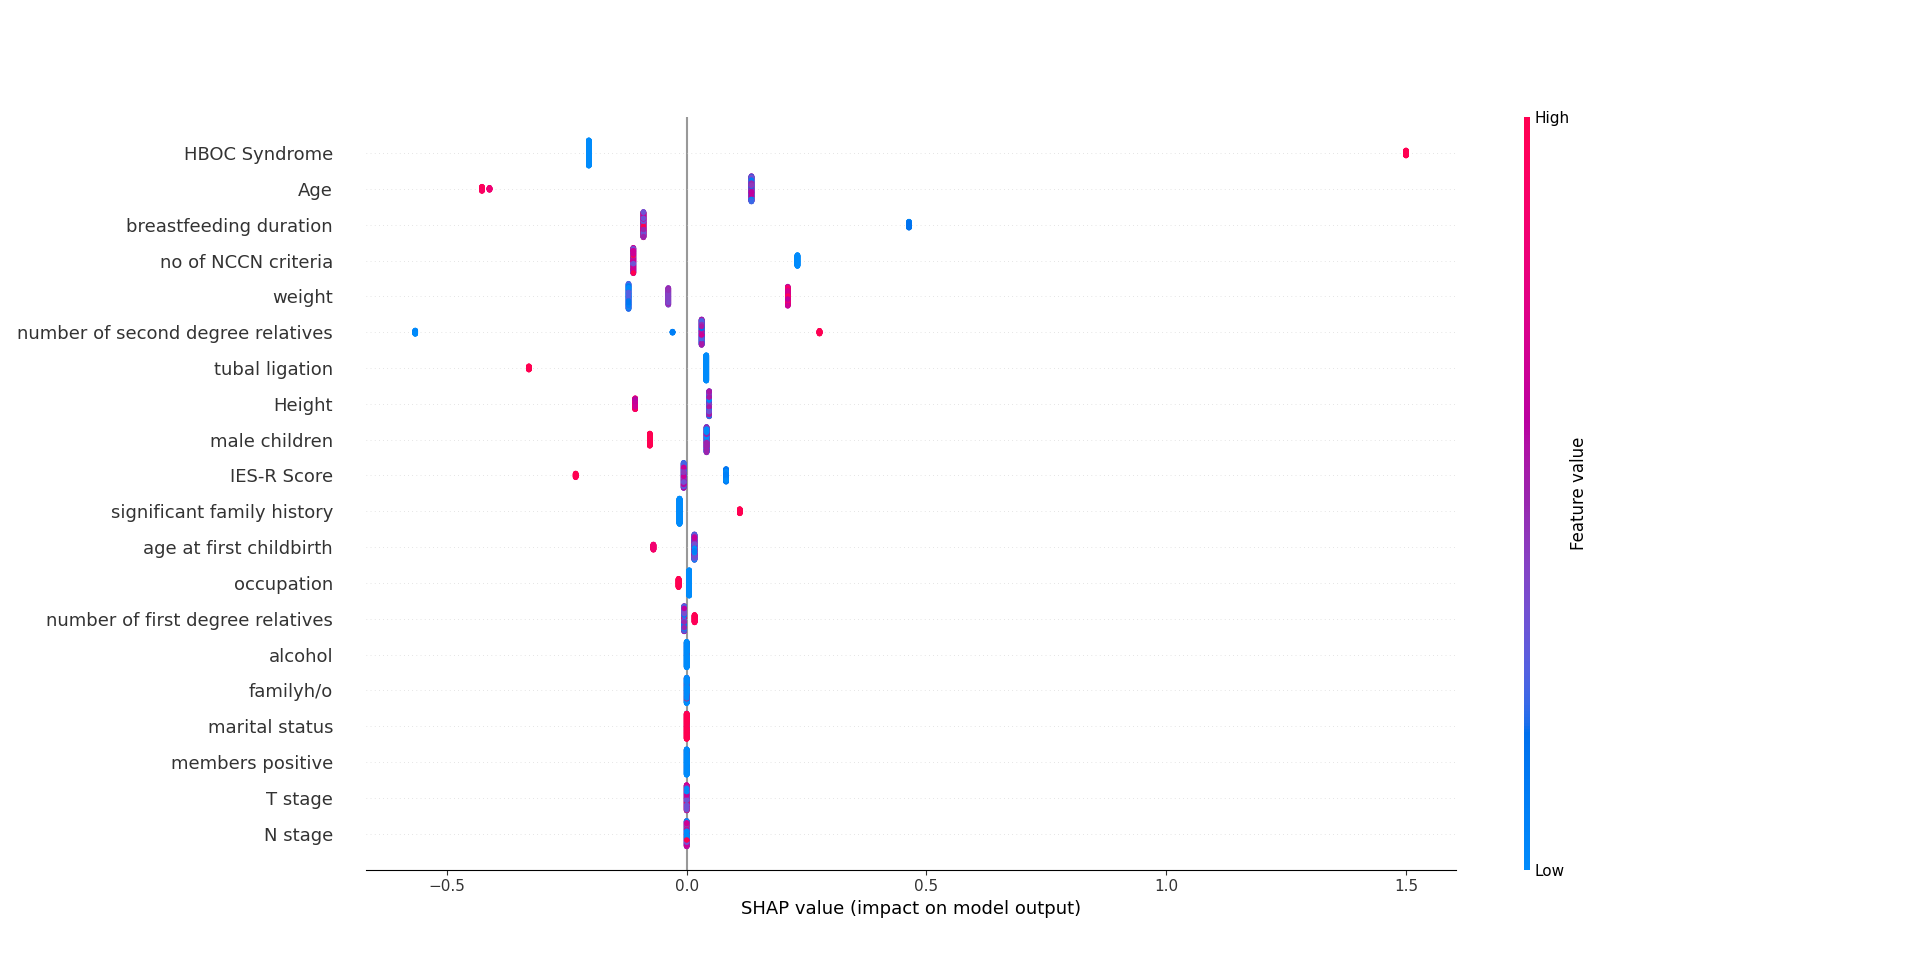 HBOC Syndrome
Age
breastfeeding duration
no of NCCN criteria
weight
number of second degree relatives
tubal ligation
Height
male children
IES-R Score
significant family history
age at first childbirth
occupation
number of first degree relatives
alcohol
familyh/o
marital status
members positive
T stage
N stage
−0.5 0.0 0.5 1.0 1.5
SHAP value (impact on model output)
High
Feature value
Low